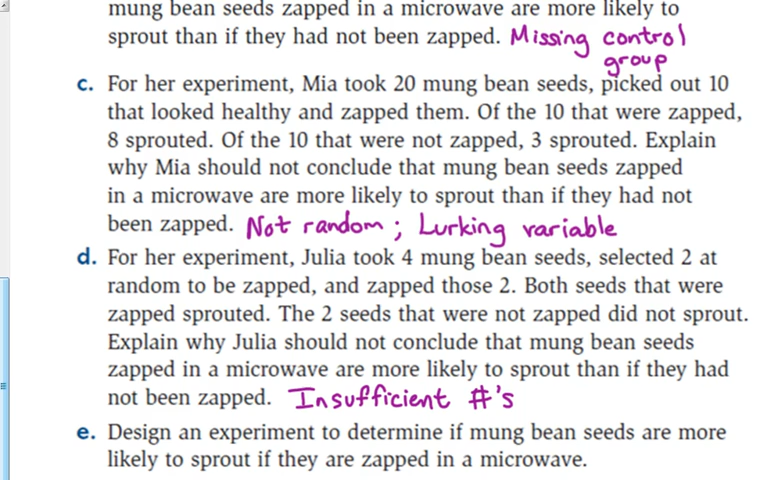 mung bean seeds zapped in a microwave are more likely to
sprout than if they had not been zapped. Missing control
group
c. For her experiment, Mia took 20 mung bean seeds, picked out 10
that looked healthy and zapped them. Of the 10 that were zapped,
8 sprouted. Of the 10 that were not zapped, 3 sprouted. Explain
why Mia should not conclude that mung bean seeds zapped
in a microwave are more likely to sprout than if they had not
been zapped. Not random; Lurking variable
d. For her experiment, Julia took 4 mung bean seeds, selected 2 at
random to be zapped, and zapped those 2. Both seeds that were
zapped sprouted. The 2 seeds that were not zapped did not sprout.
Explain why Julia should not conclude that mung bean seeds
zapped in a microwave are more likely to sprout than if they had
not been zapped. Insufficient #'s
e. Design an experiment to determine if mung bean seeds are more
likely to sprout if they are zapped in a microwave.